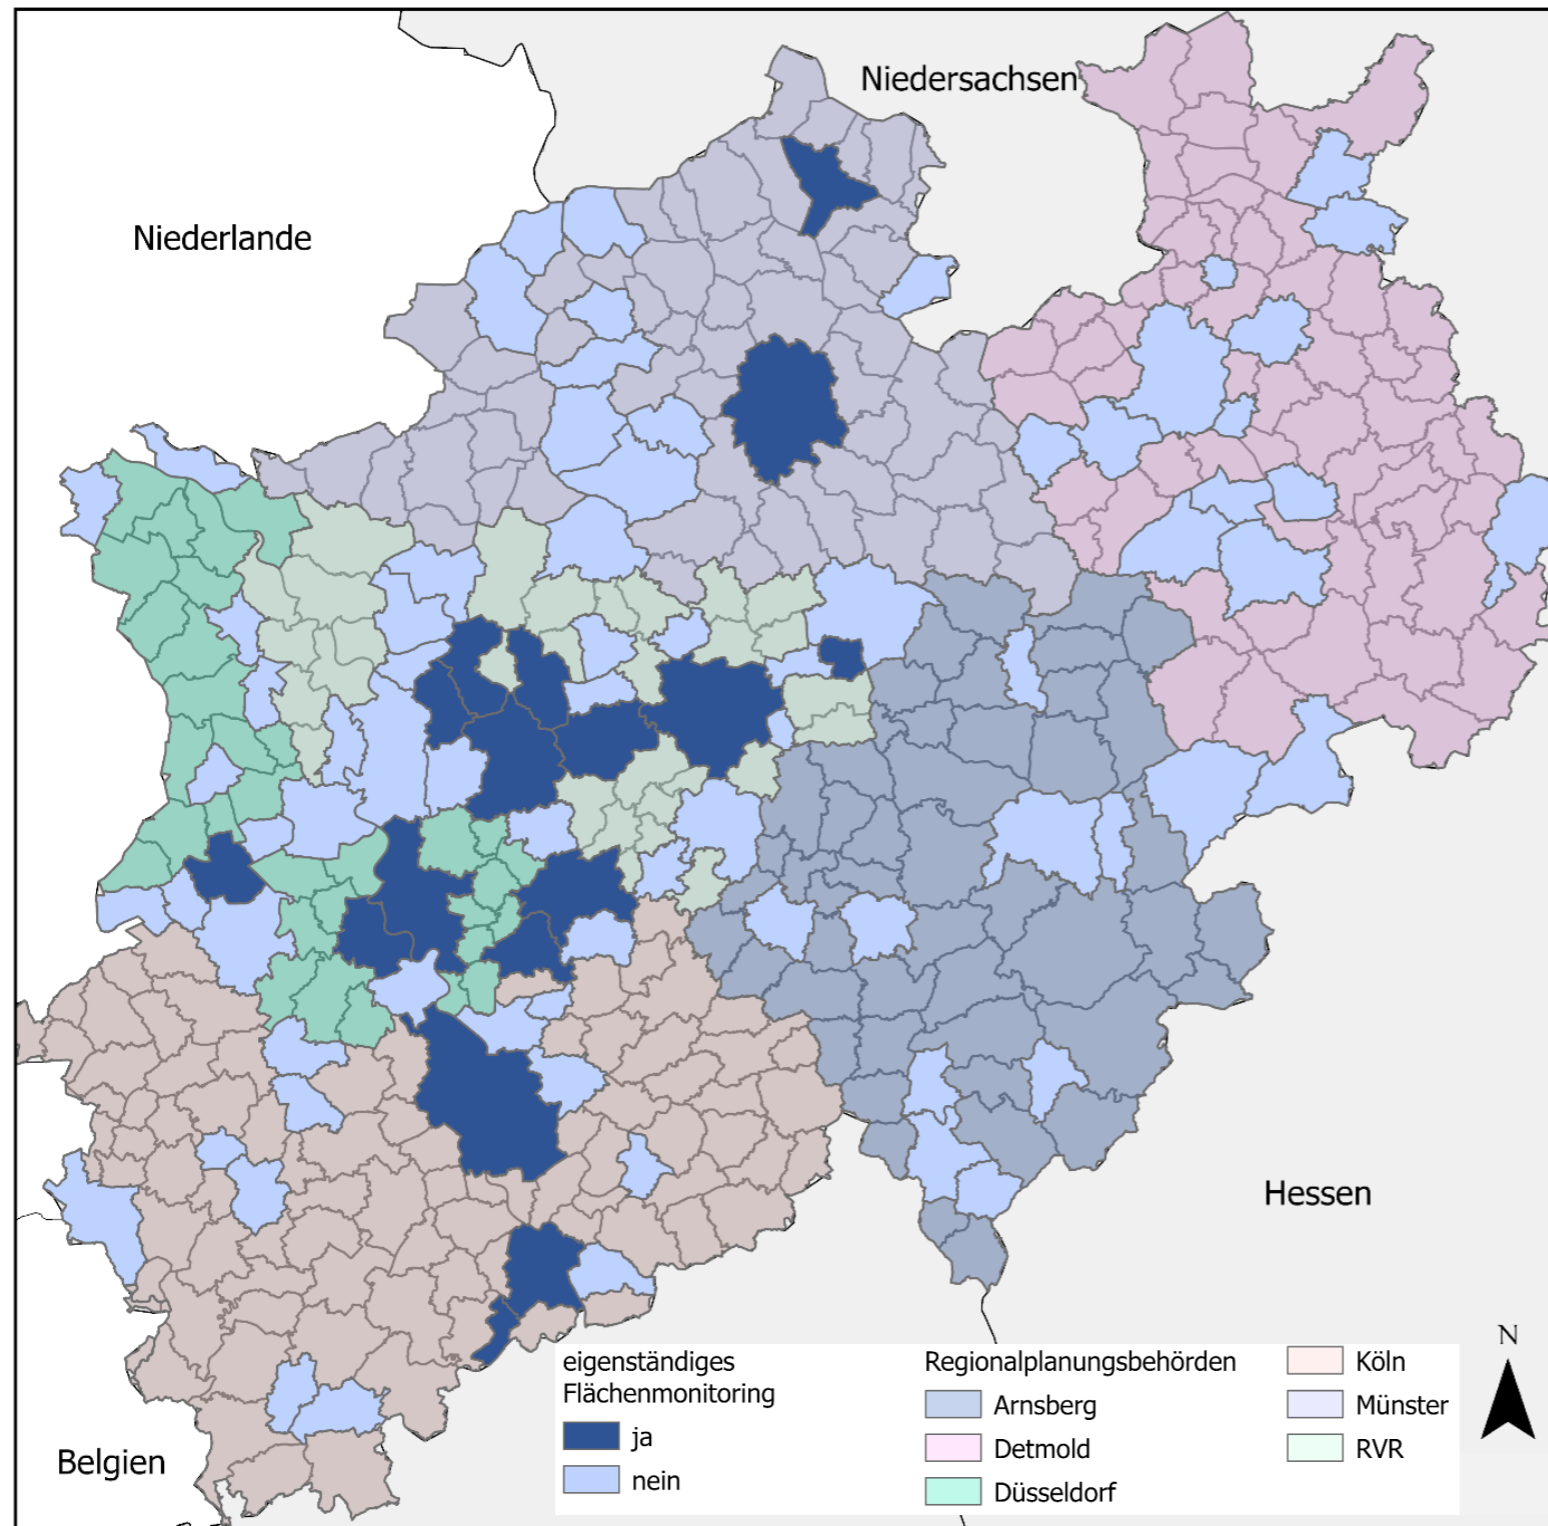 Niedersachsen
Niederlande
Hessen
Belgien
N
eigenständiges
Flächenmonitoring
ja
nein
Regionalplanungsbehörden
Arnsberg
Detmold
Düsseldorf
Köln
Münster
RVR